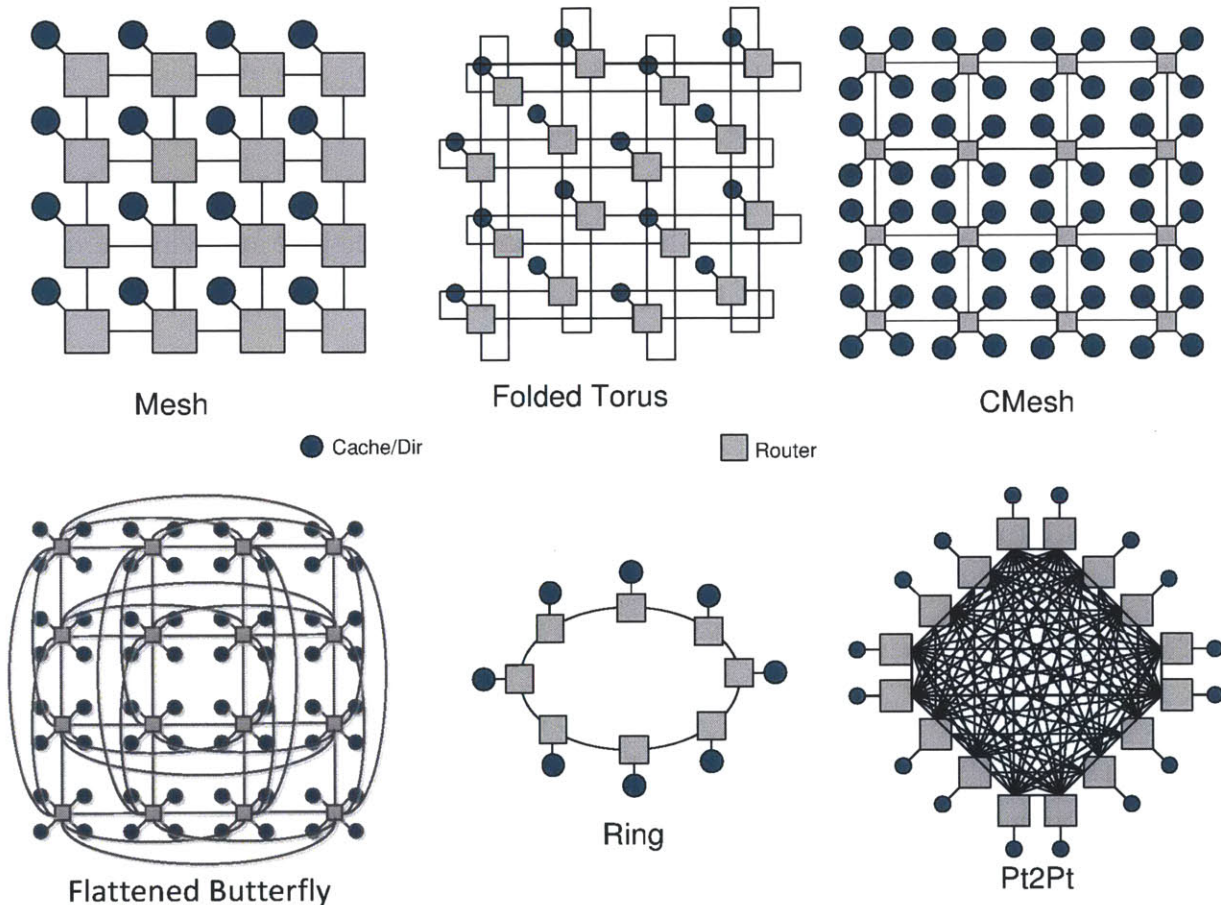 Mesh
Folded Torus
CMesh
Cache/Dir
Router
Flattened Butterfly
Ring
Pt2Pt